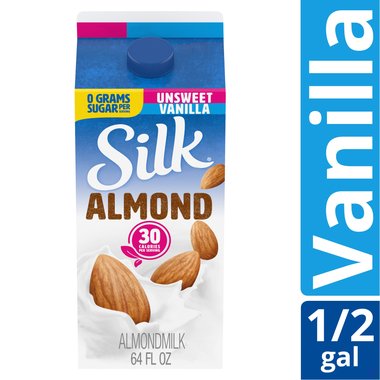 0 GRAMS
SUGAR PER
SERVING
UNSWEET
VANILLA
Silk®
ALMOND
30
CALORIES
PER SERVING
ALMONDMILK
64 FL OZ
Vanilla
1/2
gal